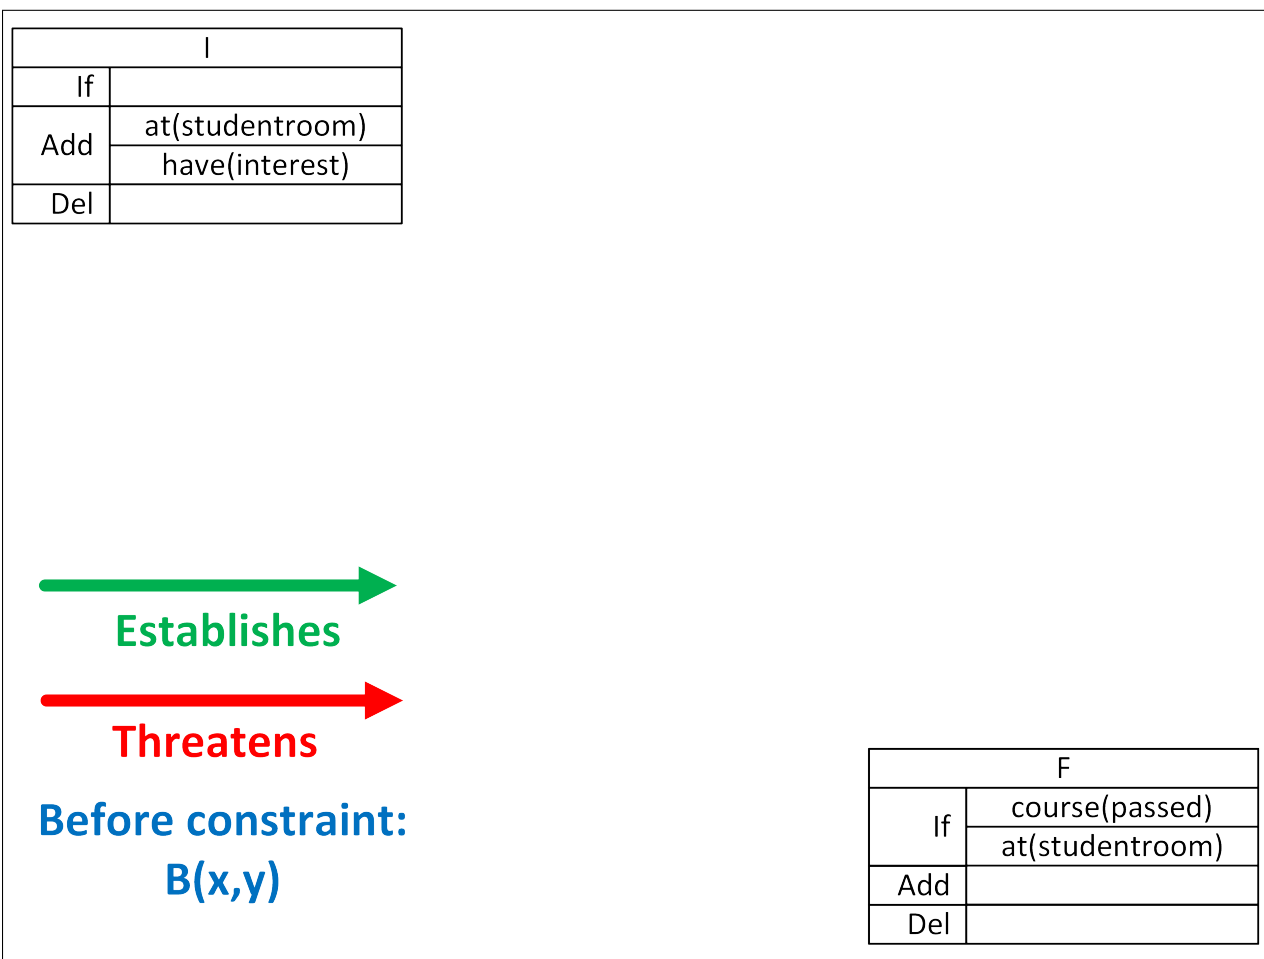 I
If
Add
at(studentroom)
have(interest)
Del
Establishes
Threatens
Before constraint:
B(x,y)
F
If
course(passed)
at(studentroom)
Add
Del